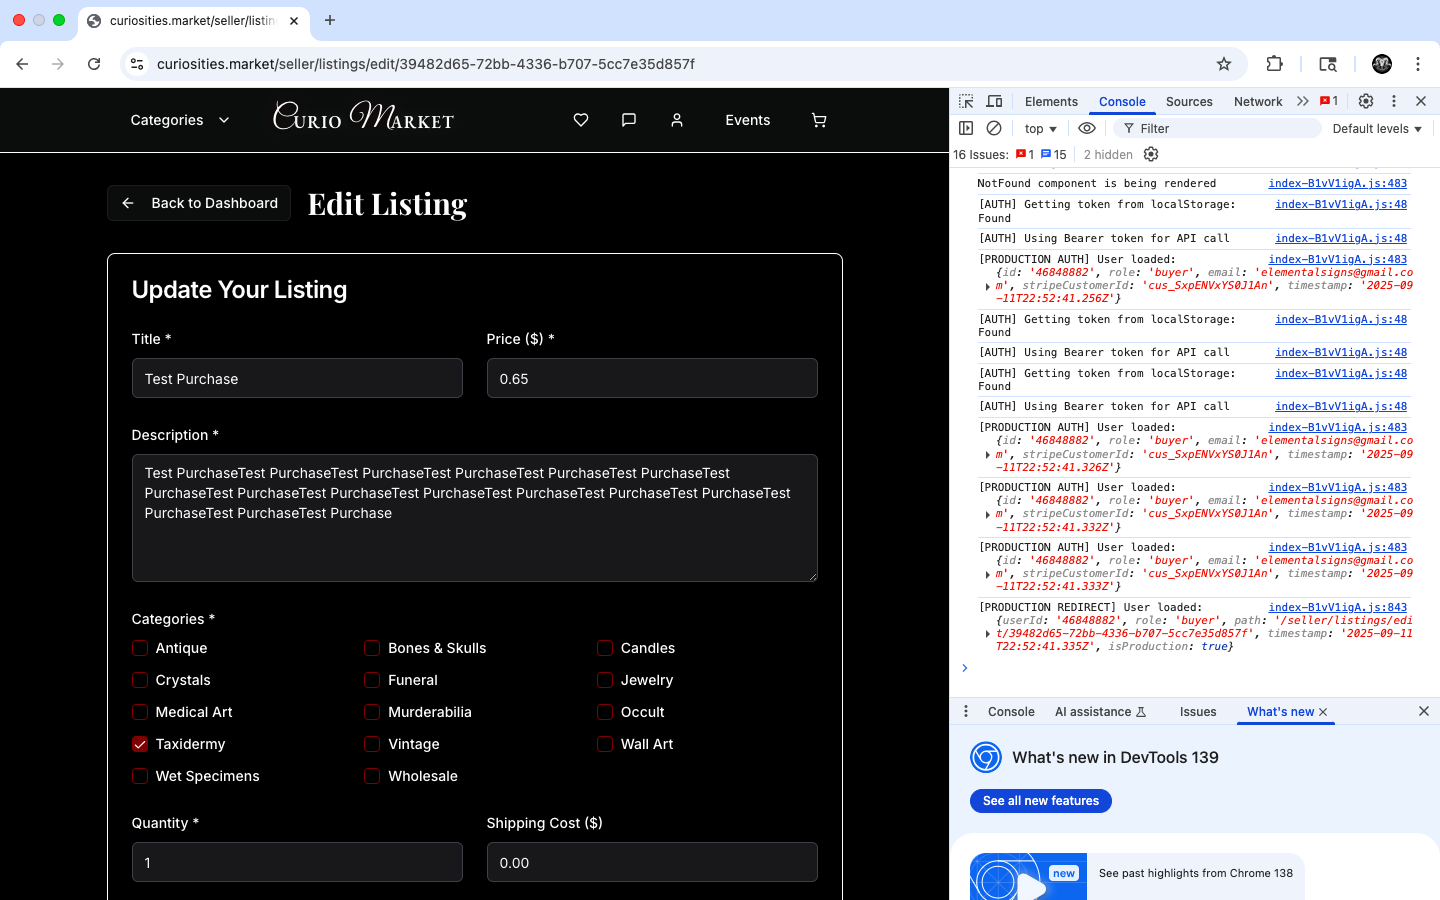 curiosities.market/seller/listin
curiosities.market/seller/listings/edit/39482d65-72bb-4336-b707-5cc7e35d857f
Categories
Curio Market
Events
Back to Dashboard
Edit Listing
Update Your Listing
Title *
Price ($) *
Test Purchase
0.65
Description *
Test PurchaseTest PurchaseTest PurchaseTest PurchaseTest PurchaseTest PurchaseTest
PurchaseTest PurchaseTest PurchaseTest PurchaseTest PurchaseTest PurchaseTest PurchaseTest
PurchaseTest PurchaseTest Purchase
Categories *
Antique
Bones & Skulls
Candles
Crystals
Funeral
Jewelry
Medical Art
Murderabilia
Occult
Taxidermy
Vintage
Wall Art
Wet Specimens
Wholesale
Quantity *
Shipping Cost ($)
1
0.00
Elements
Console
Sources
Network
1
top
Filter
Default levels
16 Issues:
1
15
2 hidden
NotFound component is being rendered index-B1vV1igA.js:483
[AUTH] Getting token from localStorage: index-B1vV1igA.js:48
Found
[AUTH] Using Bearer token for API call index-B1vV1igA.js:48
[PRODUCTION AUTH] User loaded: index-B1vV1igA.js:483
{id: '46848882', role: 'buyer', email: 'elementalsigns@gmail.co
m', stripeCustomerId: 'cus_SxpENVxYS0J1An', timestamp: '2025-09
-11T22:52:41.256Z'}
[AUTH] Getting token from localStorage: index-B1vV1igA.js:48
Found
[AUTH] Using Bearer token for API call index-B1vV1igA.js:48
[AUTH] Getting token from localStorage: index-B1vV1igA.js:48
Found
[AUTH] Using Bearer token for API call index-B1vV1igA.js:48
[PRODUCTION AUTH] User loaded: index-B1vV1igA.js:483
{id: '46848882', role: 'buyer', email: 'elementalsigns@gmail.co
m', stripeCustomerId: 'cus_SxpENVxYS0J1An', timestamp: '2025-09
-11T22:52:41.326Z'}
[PRODUCTION AUTH] User loaded: index-B1vV1igA.js:483
{id: '46848882', role: 'buyer', email: 'elementalsigns@gmail.co
m', stripeCustomerId: 'cus_SxpENVxYS0J1An', timestamp: '2025-09
-11T22:52:41.332Z'}
[PRODUCTION AUTH] User loaded: index-B1vV1igA.js:483
{id: '46848882', role: 'buyer', email: 'elementalsigns@gmail.co
m', stripeCustomerId: 'cus_SxpENVxYS0J1An', timestamp: '2025-09
-11T22:52:41.333Z'}
[PRODUCTION REDIRECT] User loaded: index-B1vV1igA.js:843
{userId: '46848882', role: 'buyer', path: '/seller/listings/edi
t/39482d65-72bb-4336-b707-5cc7e35d857f', timestamp: '2025-09-11
T22:52:41.335Z', isProduction: true}
Console
AI assistance
Issues
What's new
What's new in DevTools 139
See all new features
new
See past highlights from Chrome 138